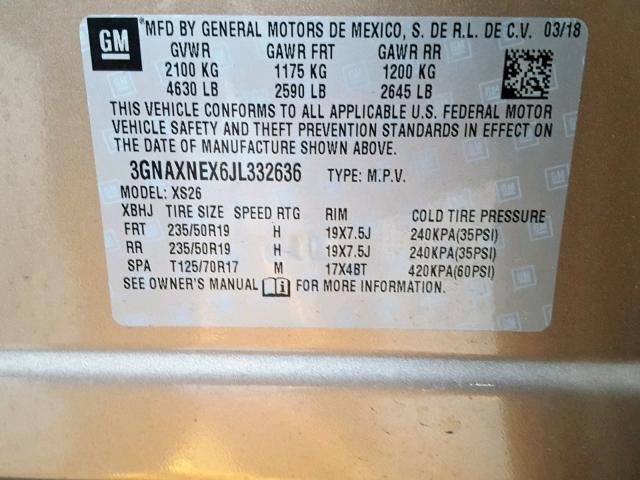 GM
*MFD BY GENERAL MOTORS DE MEXICO, S. DE R.L. DE C.V. 03/18
GVWR GAWR FRT GAWR RR
2100 KG 1175 KG 1200 KG
4630 LB 2590 LB 2645 LB
THIS VEHICLE CONFORMS TO ALL APPLICABLE U.S. FEDERAL MOTOR
VEHICLE SAFETY AND THEFT PREVENTION STANDARDS IN EFFECT ON
THE DATE OF MANUFACTURE SHOWN ABOVE.
3GNAXNEX6JL332636 TYPE: M.P.V.
MODEL: XS26
XBHJ TIRE SIZE SPEED RTG RIM COLD TIRE PRESSURE
FRT 235/50R19 H 19X7.5J 240KPA(35PSI)
RR 235/50R19 H 19X7.5J 240KPA(35PSI)
SPA T125/70R17 M 17X4BT 420KPA(60PSI)
SEE OWNER'S MANUAL i FOR MORE INFORMATION.